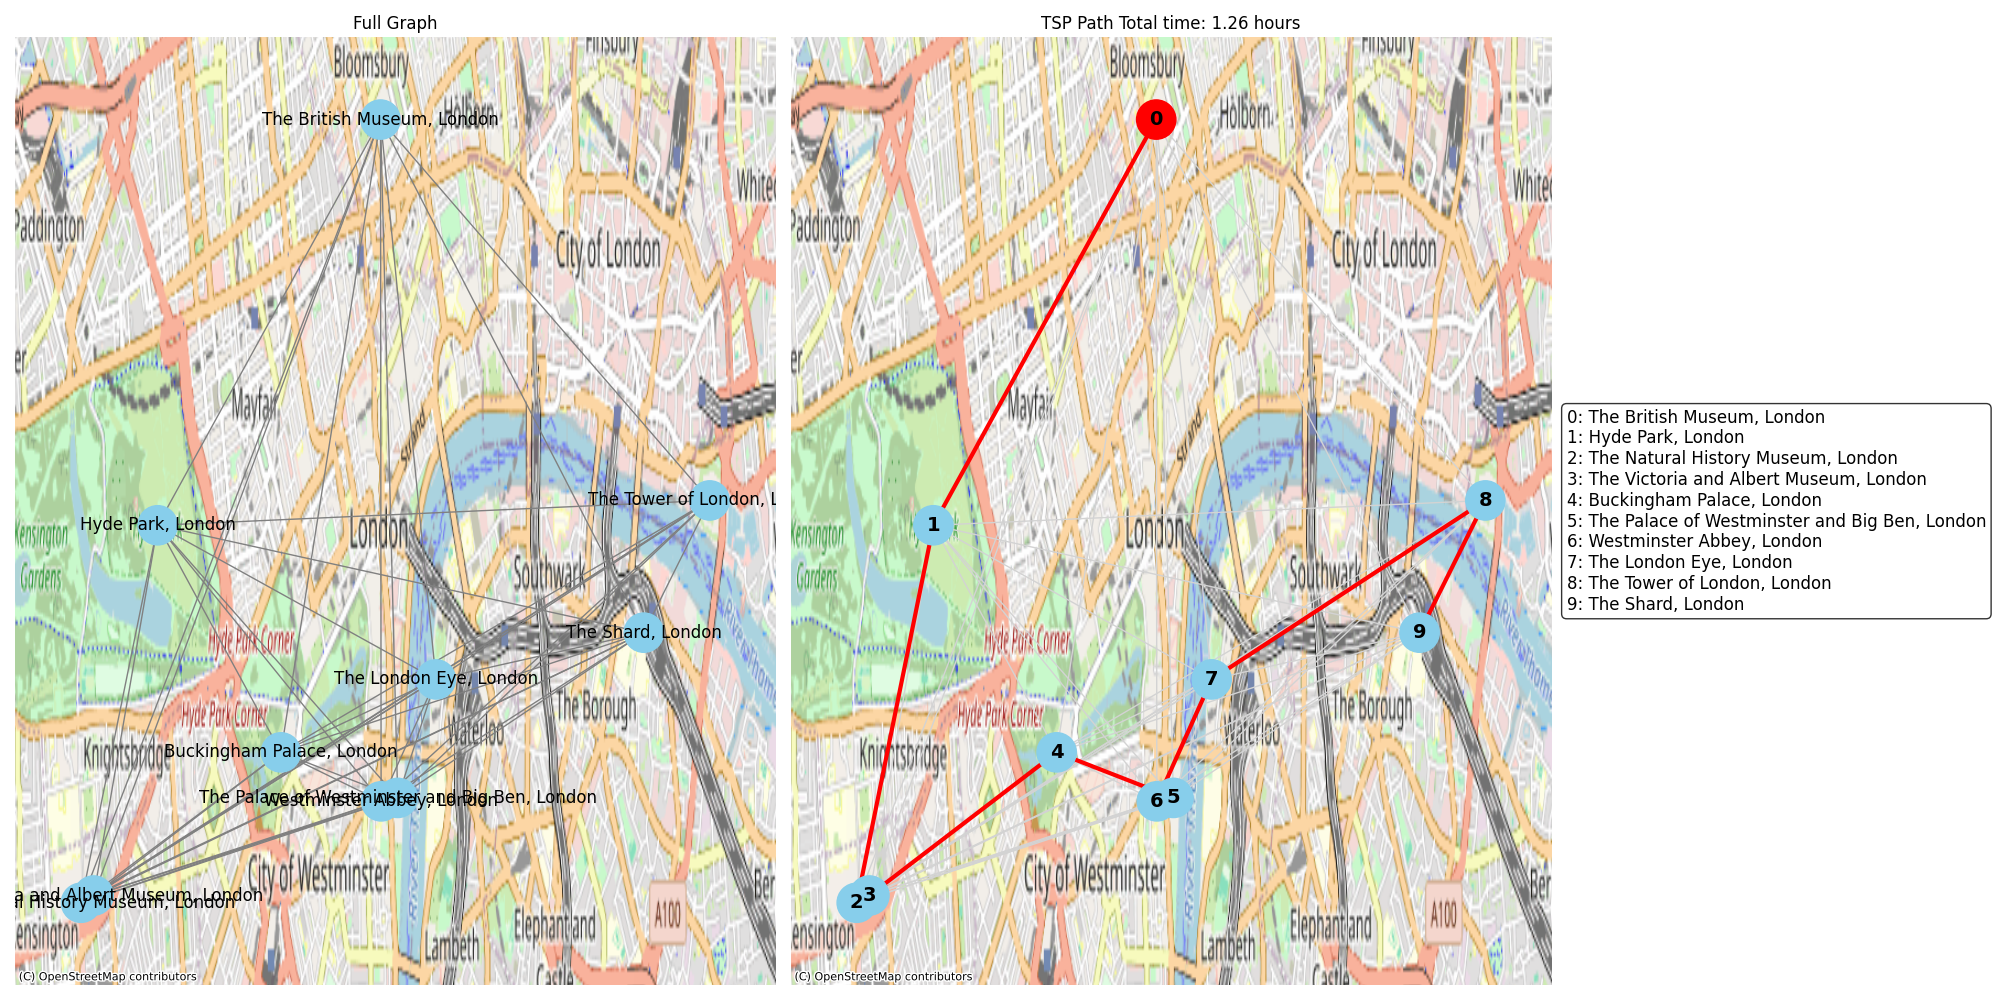 Full Graph
Bloomsbury
Holborn
The British Museum, London
Paddington
City of London
Mayfair
Strand
The Tower of London, L
Hyde Park, London
London
Kensington
Gardens
Southwark
Hyde Park Corner
The Shard, London
The London Eye, London
The Borough
Hyde Park Corner
Waterloo
Knightsbridge
Buckingham Palace, London
The Palace of Westminster and Big Ben, London
Westminster Abbey, London
City of Westminster
a and Albert Museum, London
l History Museum, London
A100
ensington
Elephant and
Castle
Lambeth
(C) OpenStreetMap contributors
TSP Path Total time: 1.26 hours
Bloomsbury
0
Holborn
Paddington
City of London
Mayfair
Strand
8
1
London
Kensington
Gardens
Southwark
Hyde Park Corner
9
7
The Borough
Hyde Park Corner
Waterloo
Knightsbridge
4
6
5
City of Westminster
2
3
A100
ensington
Elephant and
Castle
Lambeth
(C) OpenStreetMap contributors
0: The British Museum, London
1: Hyde Park, London
2: The Natural History Museum, London
3: The Victoria and Albert Museum, London
4: Buckingham Palace, London
5: The Palace of Westminster and Big Ben, London
6: Westminster Abbey, London
7: The London Eye, London
8: The Tower of London, London
9: The Shard, London